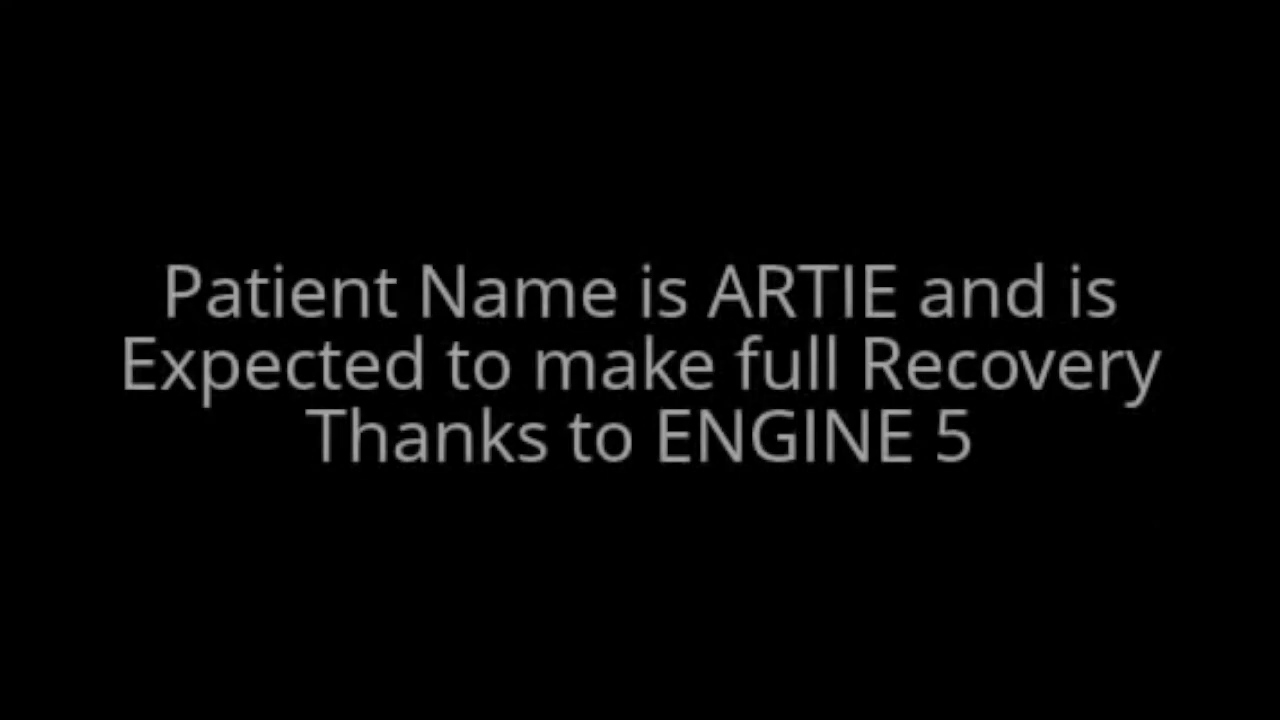 Patient Name is ARTIE and is
Expected to make full Recovery
Thanks to ENGINE 5